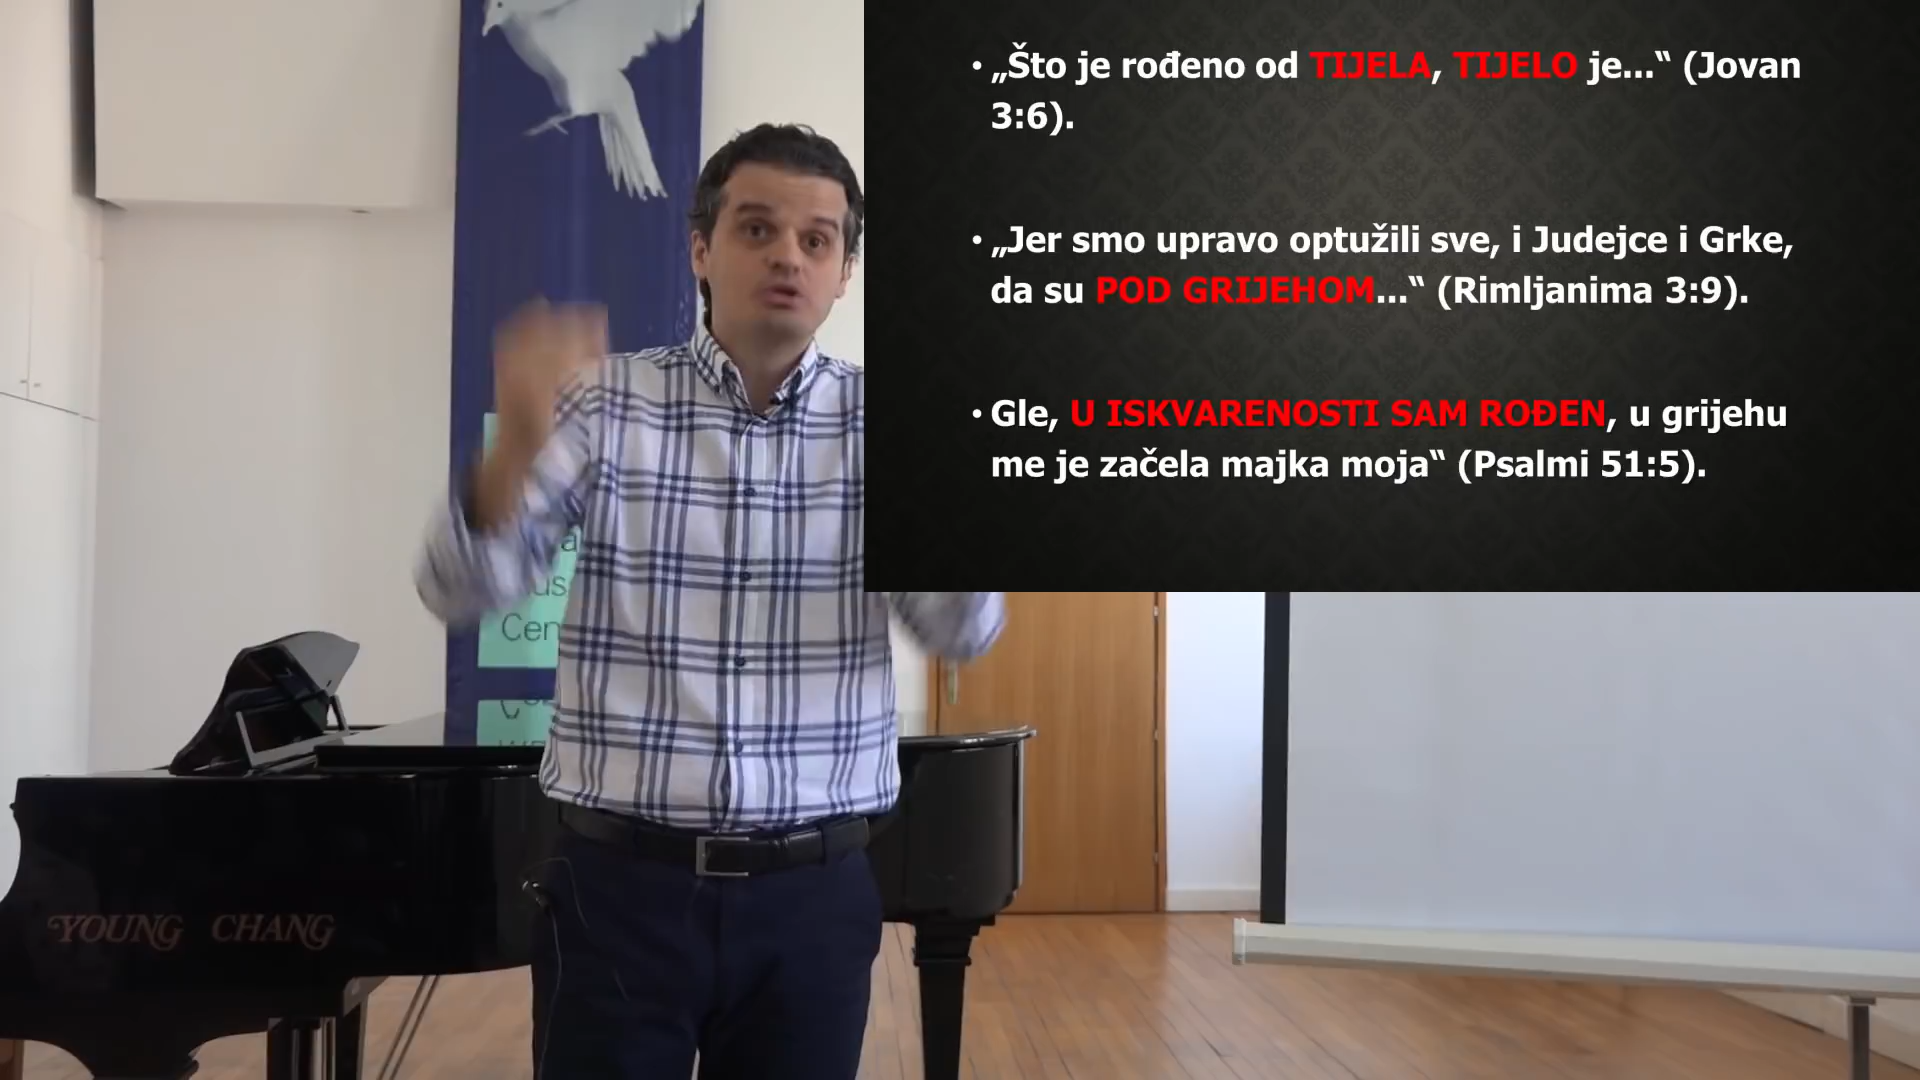 • „Što je rođeno od TIJELA, TIJELO je...“ (Jovan
3:6).
• „Jer smo upravo optužili sve, i Judejce i Grke,
da su POD GRIJEHOM...“ (Rimljanima 3:9).
• Gle, U ISKVARENOSTI SAM ROĐEN, u grijehu
me je začela majka moja“ (Psalmi 51:5).
YOUNG CHANG